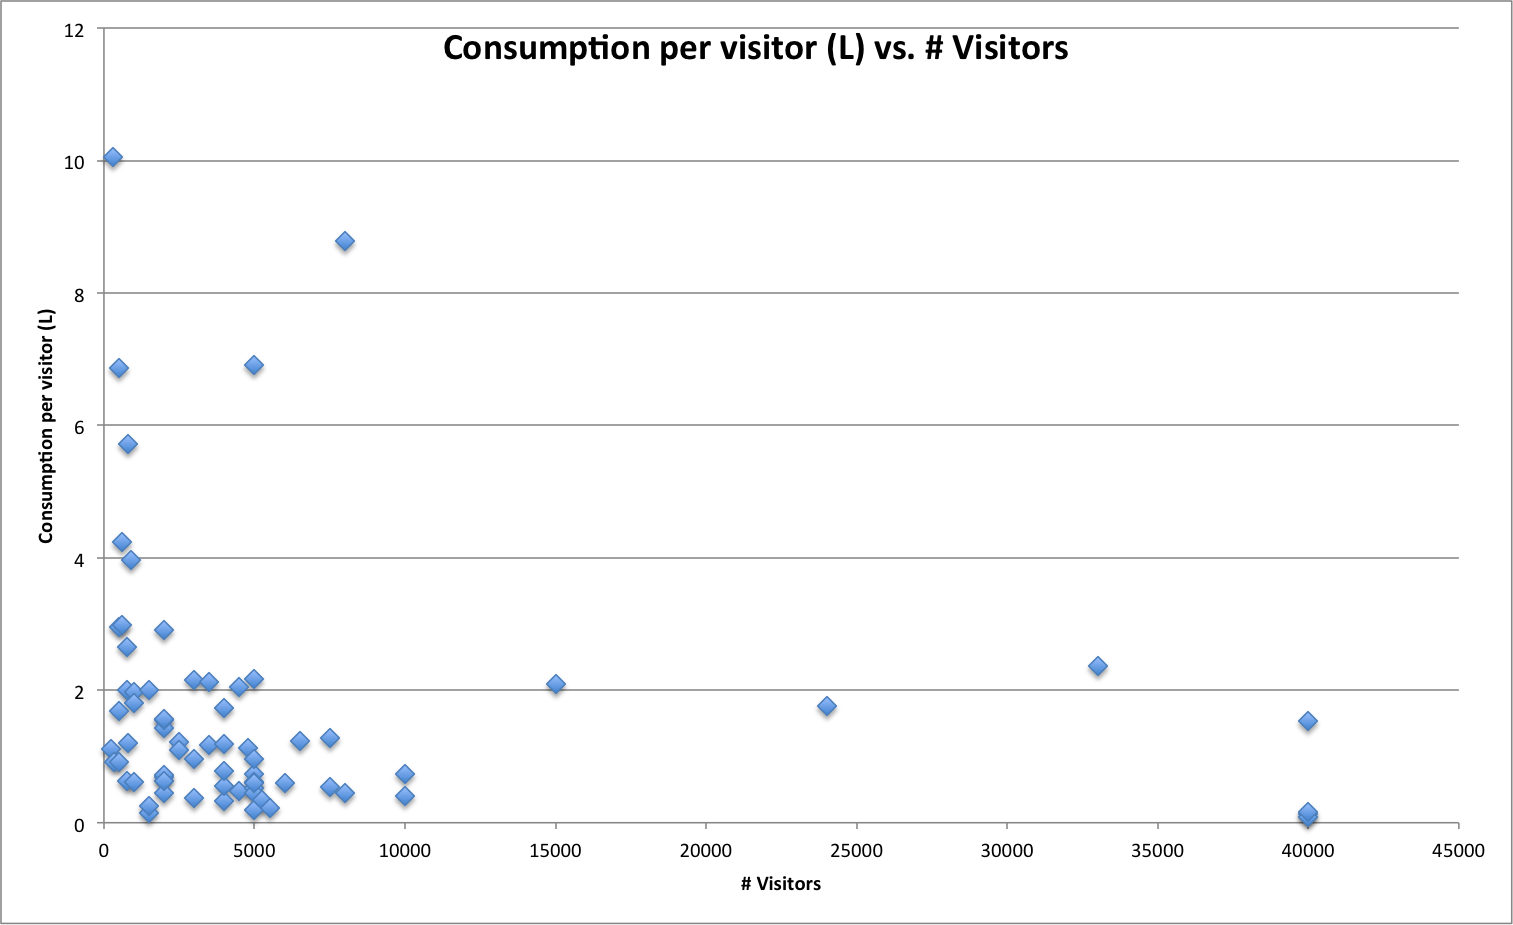 Consumption per visitor (L) vs. # Visitors
12
10
8
6
4
2
0
Consumption per visitor (L)
0 5000 10000 15000 20000 25000 30000 35000 40000 45000
# Visitors